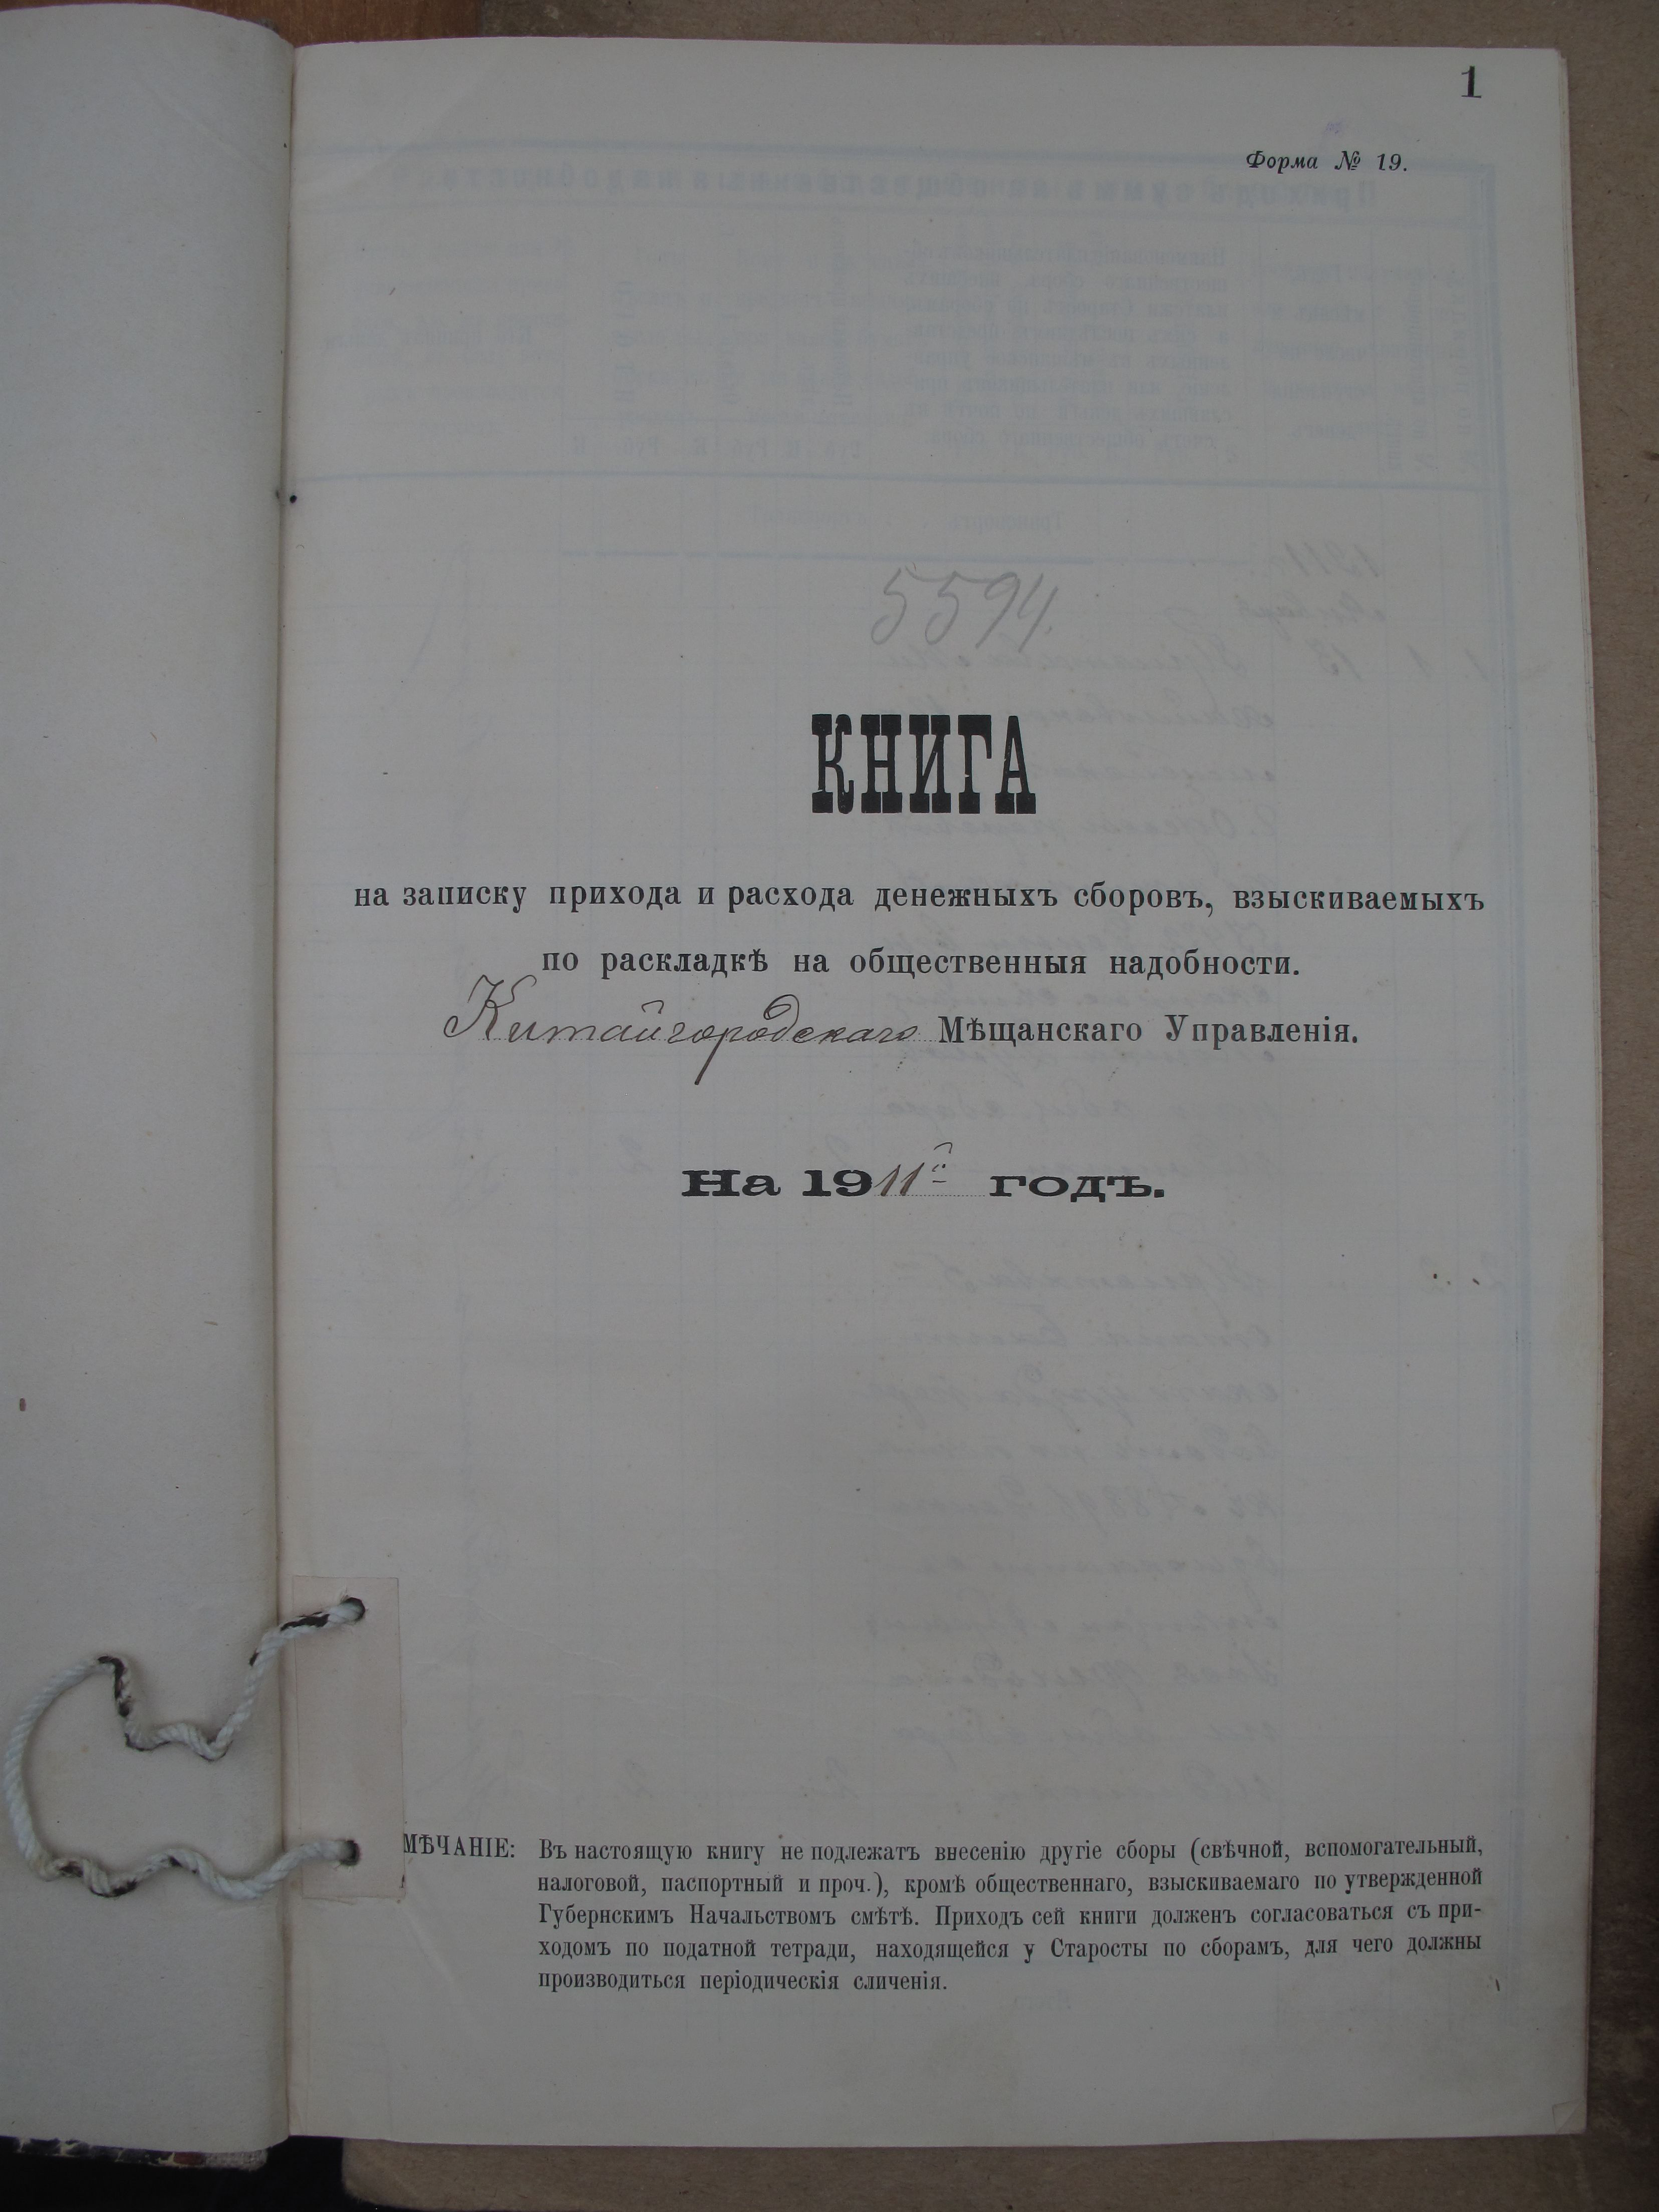 1
Форма № 19.
5594.
КНИГА
на записку прихода и расхода денежныхъ сборовъ, взыскиваемыхъ
по раскладкѣ на общественныя надобности.
Китайгородскаго Мѣщанскаго Управленія.
На 1911й годъ.
МѢЧАНІЕ: Въ настоящую книгу не подлежатъ внесенію другіе сборы (свѣчной, вспомогательный,
налоговой, паспортный и проч.), кромѣ общественнаго, взыскиваемаго по утвержденной
Губернскимъ Начальствомъ смѣтѣ. Приходъ сей книги долженъ согласоваться съ при-
ходомъ по податной тетради, находящейся у Старосты по сборамъ, для чего должны
производиться періодическія сличенія.